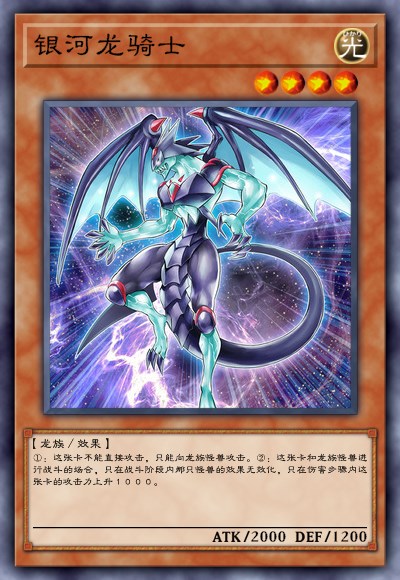 银河龙骑士
光
【龙族／效果】
①：这张卡不能直接攻击，只能向龙族怪兽攻击。②：这张卡和龙族怪兽进
行战斗的场合，只在战斗阶段内那只怪兽的效果无效化，只在伤害步骤内这
张卡的攻击力上升１０００。
ATK/2000 DEF/1200